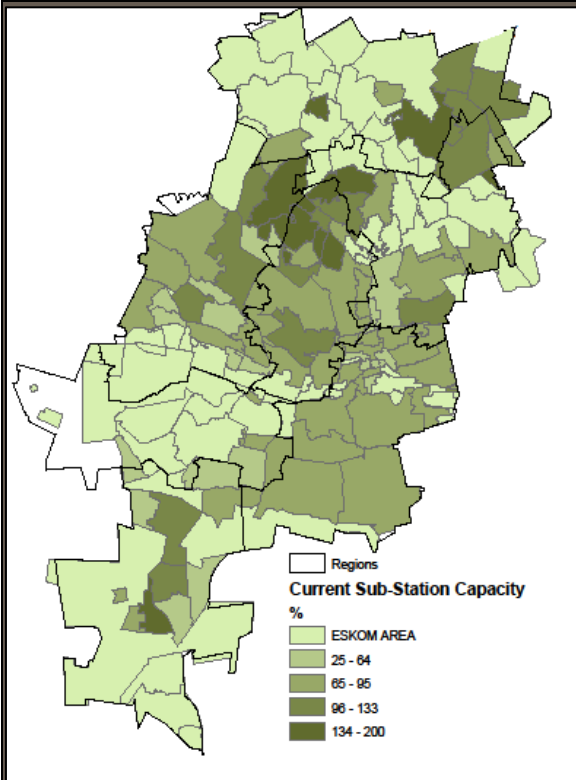 Regions
Current Sub-Station Capacity
%
ESKOM AREA
25 - 64
65 - 95
96 - 133
134 - 200